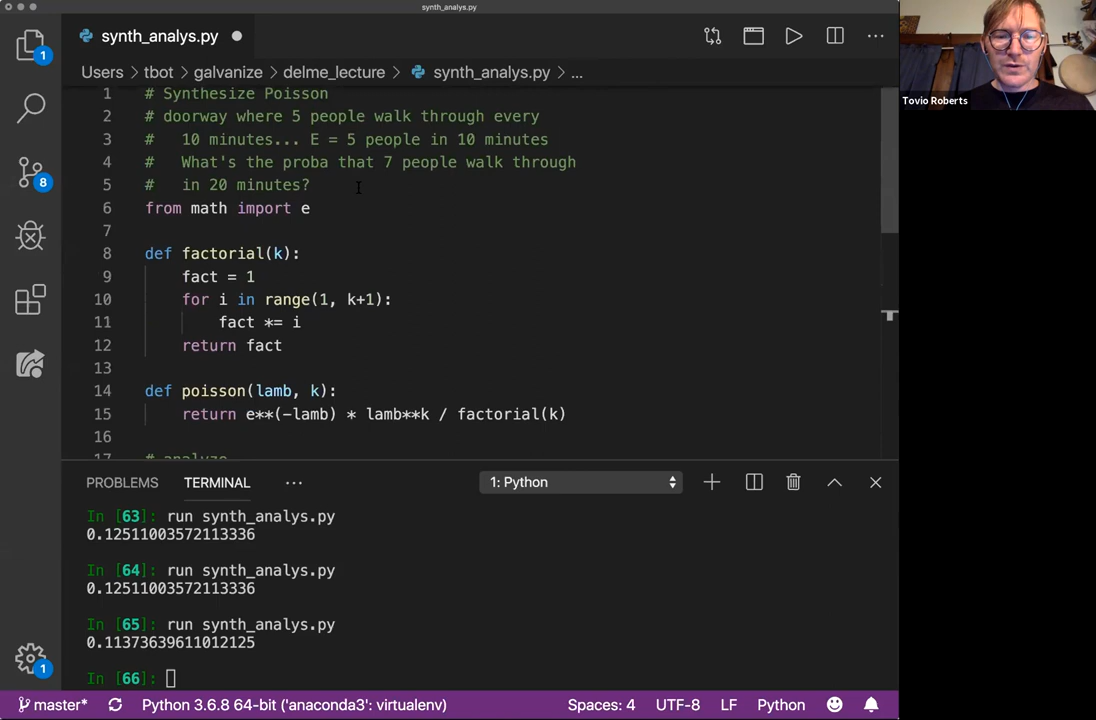 synth_analys.py
synth_analys.py
Users > tbot > galvanize > delme_lecture > synth_analys.py > ...
1 # Synthesize Poisson
2 # doorway where 5 people walk through every
3 #   10 minutes... E = 5 people in 10 minutes
4 #   What's the proba that 7 people walk through
5 #   in 20 minutes?
6 from math import e
7
8 def factorial(k):
9     fact = 1
10     for i in range(1, k+1):
11         fact *= i
12     return fact
13
14 def poisson(lamb, k):
15     return e**(-lamb) * lamb**k / factorial(k)
16
17 # analyze
PROBLEMS TERMINAL ... 1: Python
In [63]: run synth_analys.py
0.12511003572113336
In [64]: run synth_analys.py
0.12511003572113336
In [65]: run synth_analys.py
0.11373639611012125
In [66]:
1
8
1
master* Python 3.6.8 64-bit ('anaconda3': virtualenv) Spaces: 4 UTF-8 LF Python
Tovio Roberts